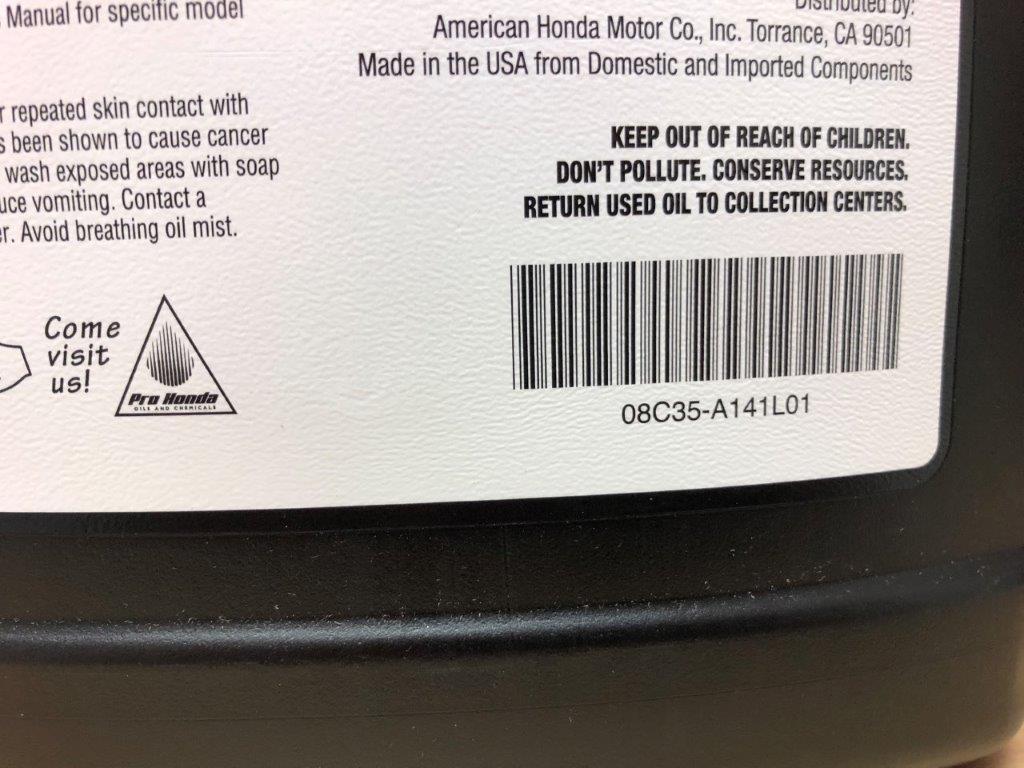 Manual for specific model
r repeated skin contact with
s been shown to cause cancer
wash exposed areas with soap
uce vomiting. Contact a
er. Avoid breathing oil mist.
Come
visit
us!
Pro Honda
OILS AND CHEMICALS
Distributed by:
American Honda Motor Co., Inc. Torrance, CA 90501
Made in the USA from Domestic and Imported Components
KEEP OUT OF REACH OF CHILDREN.
DON'T POLLUTE. CONSERVE RESOURCES.
RETURN USED OIL TO COLLECTION CENTERS.
08C35-A141L01